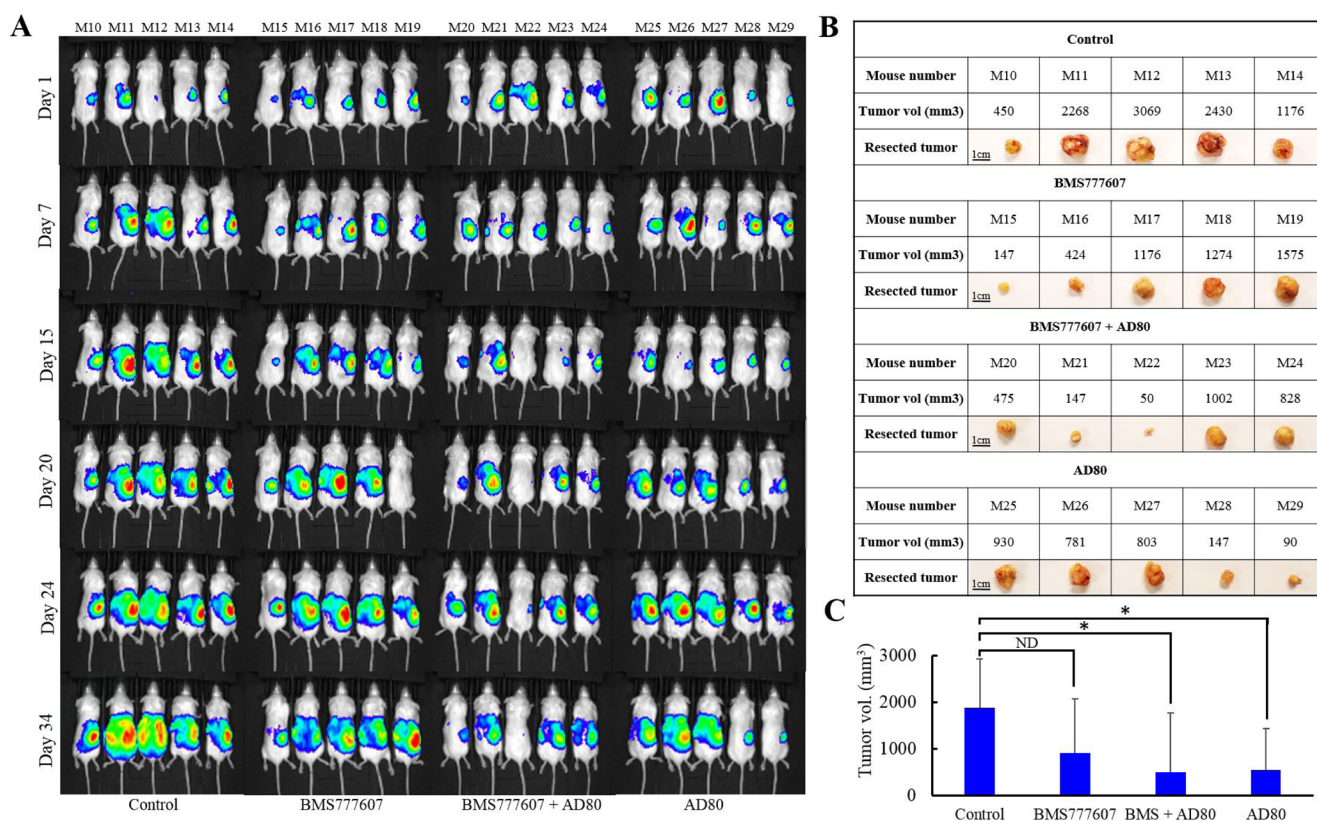 A
M10 M11 M12 M13 M14 M15 M16 M17 M18 M19 M20 M21 M22 M23 M24 M25 M26 M27 M28 M29
Day 1
Day 7
Day 15
Day 20
Day 24
Day 34
Control BMS777607 BMS777607 + AD80 AD80
B
Control
Mouse number M10 M11 M12 M13 M14
Tumor vol (mm3) 450 2268 3069 2430 1176
Resected tumor 1cm
BMS777607
Mouse number M15 M16 M17 M18 M19
Tumor vol (mm3) 147 424 1176 1274 1575
Resected tumor 1cm
BMS777607 + AD80
Mouse number M20 M21 M22 M23 M24
Tumor vol (mm3) 475 147 50 1002 828
Resected tumor 1cm
AD80
Mouse number M25 M26 M27 M28 M29
Tumor vol (mm3) 930 781 803 147 90
Resected tumor 1cm
C
*
*
ND
Tumor vol. (mm³)
3000
2000
1000
0
Control BMS777607 BMS + AD80 AD80